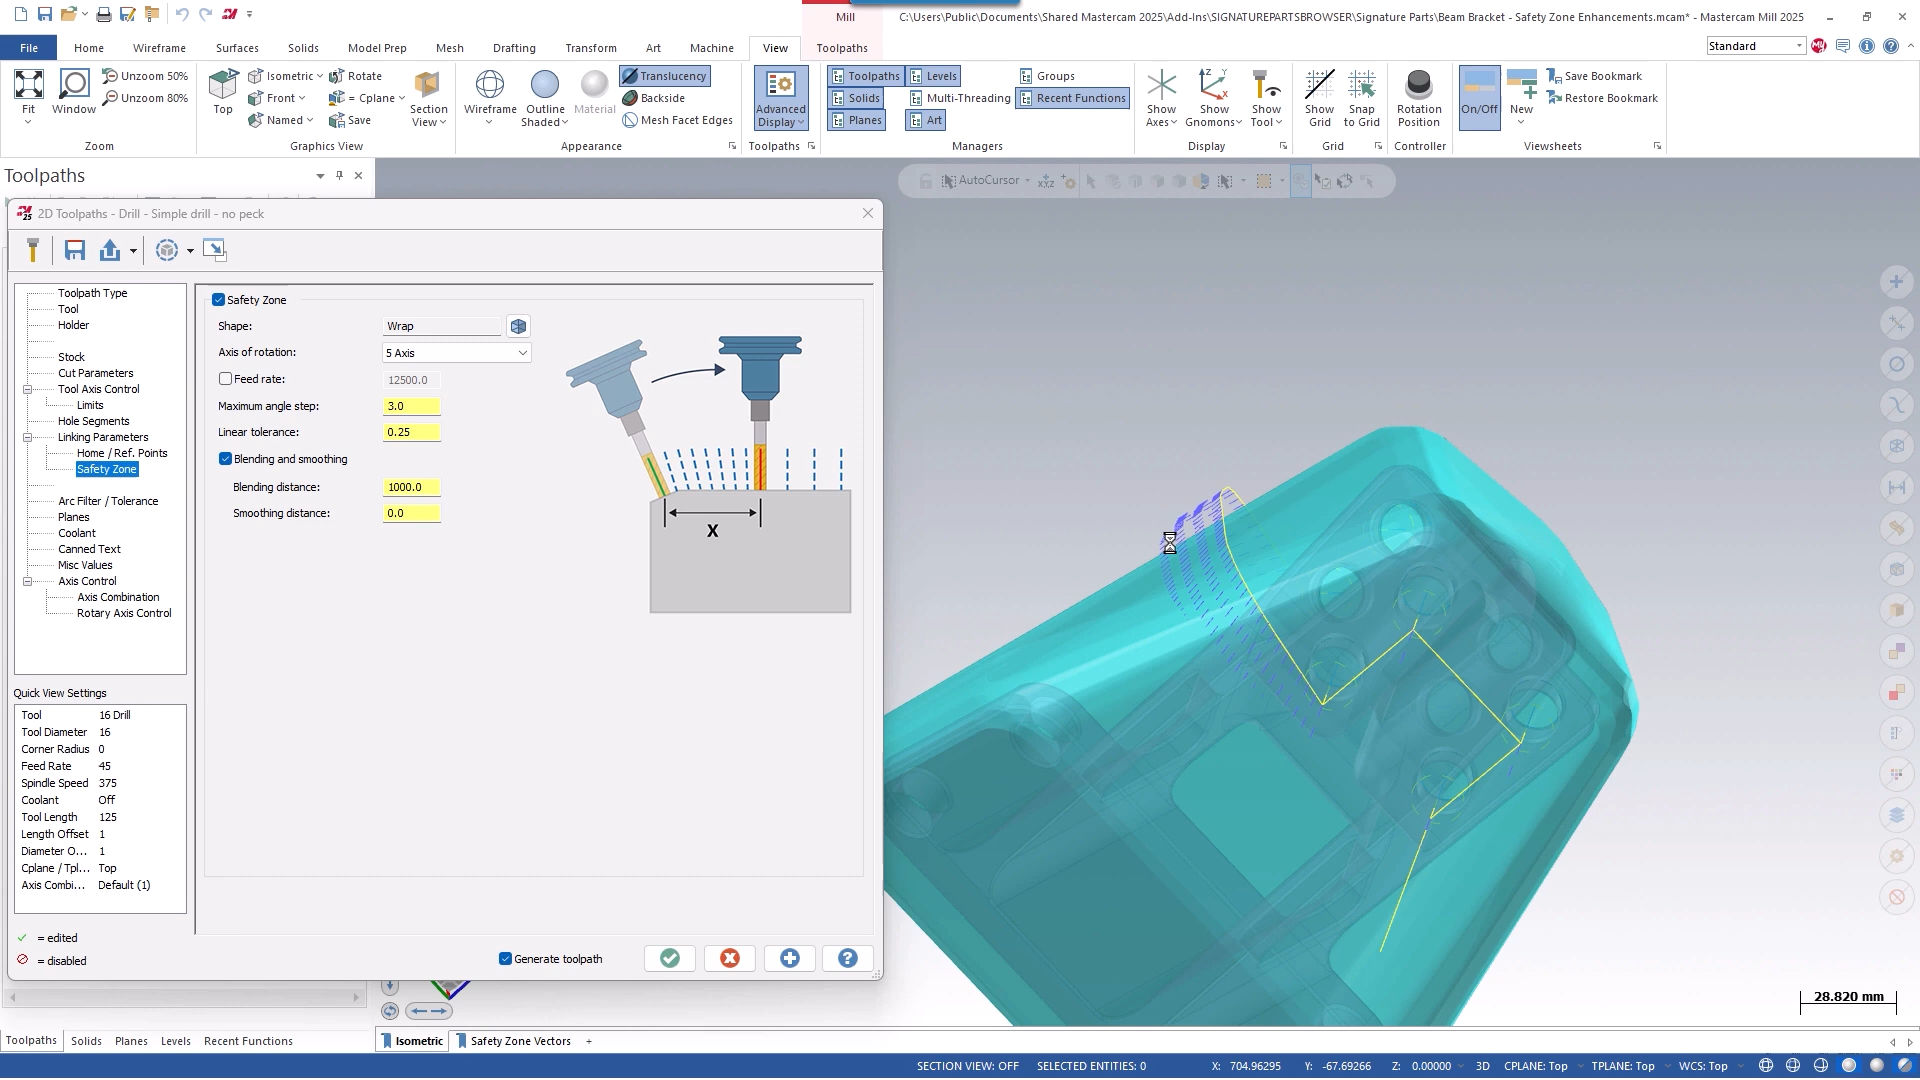 Mill
C:\Users\Public\Documents\Shared Mastercam 2025\Add-Ins\SIGNATUREPARTSBROWSER\Signature Parts\Beam Bracket - Safety Zone Enhancements.mcam* - Mastercam Mill 2025
File Home Wireframe Surfaces Solids Model Prep Mesh Drafting Transform Art Machine View Toolpaths Standard
Fit Window Unzoom 50% Unzoom 80% Zoom
Top Isometric Front Named Rotate = Cplane Save Section View Graphics View
Wireframe Outline Shaded Material Translucency Backside Mesh Facet Edges Appearance
Advanced Display Toolpaths
Toolpaths Solids Planes Levels Multi-Threading Art Groups Recent Functions Managers
Show Axes Show Gnomons Show Tool Display
Show Grid Snap to Grid Grid
Rotation Position Controller
On/Off New Save Bookmark Restore Bookmark Viewsheets
Toolpaths
AutoCursor
2D Toolpaths - Drill - Simple drill - no peck
Toolpath Type
Tool
Holder
Stock
Cut Parameters
Tool Axis Control
Limits
Hole Segments
Linking Parameters
Home / Ref. Points
Safety Zone
Arc Filter / Tolerance
Planes
Coolant
Canned Text
Misc Values
Axis Control
Axis Combination
Rotary Axis Control
Safety Zone
Shape: Wrap
Axis of rotation: 5 Axis
Feed rate: 12500.0
Maximum angle step: 3.0
Linear tolerance: 0.25
Blending and smoothing
Blending distance: 1000.0
Smoothing distance: 0.0
X
Quick View Settings
Tool 16 Drill
Tool Diameter 16
Corner Radius 0
Feed Rate 45
Spindle Speed 375
Coolant Off
Tool Length 125
Length Offset 1
Diameter O... 1
Cplane / Tpl... Top
Axis Combi... Default (1)
= edited
= disabled
Generate toolpath
28.820 mm
Toolpaths Solids Planes Levels Recent Functions
Isometric Safety Zone Vectors +
SECTION VIEW: OFF SELECTED ENTITIES: 0 X: 704.96295 Y: -67.69266 Z: 0.00000 3D CPLANE: Top TPLANE: Top WCS: Top